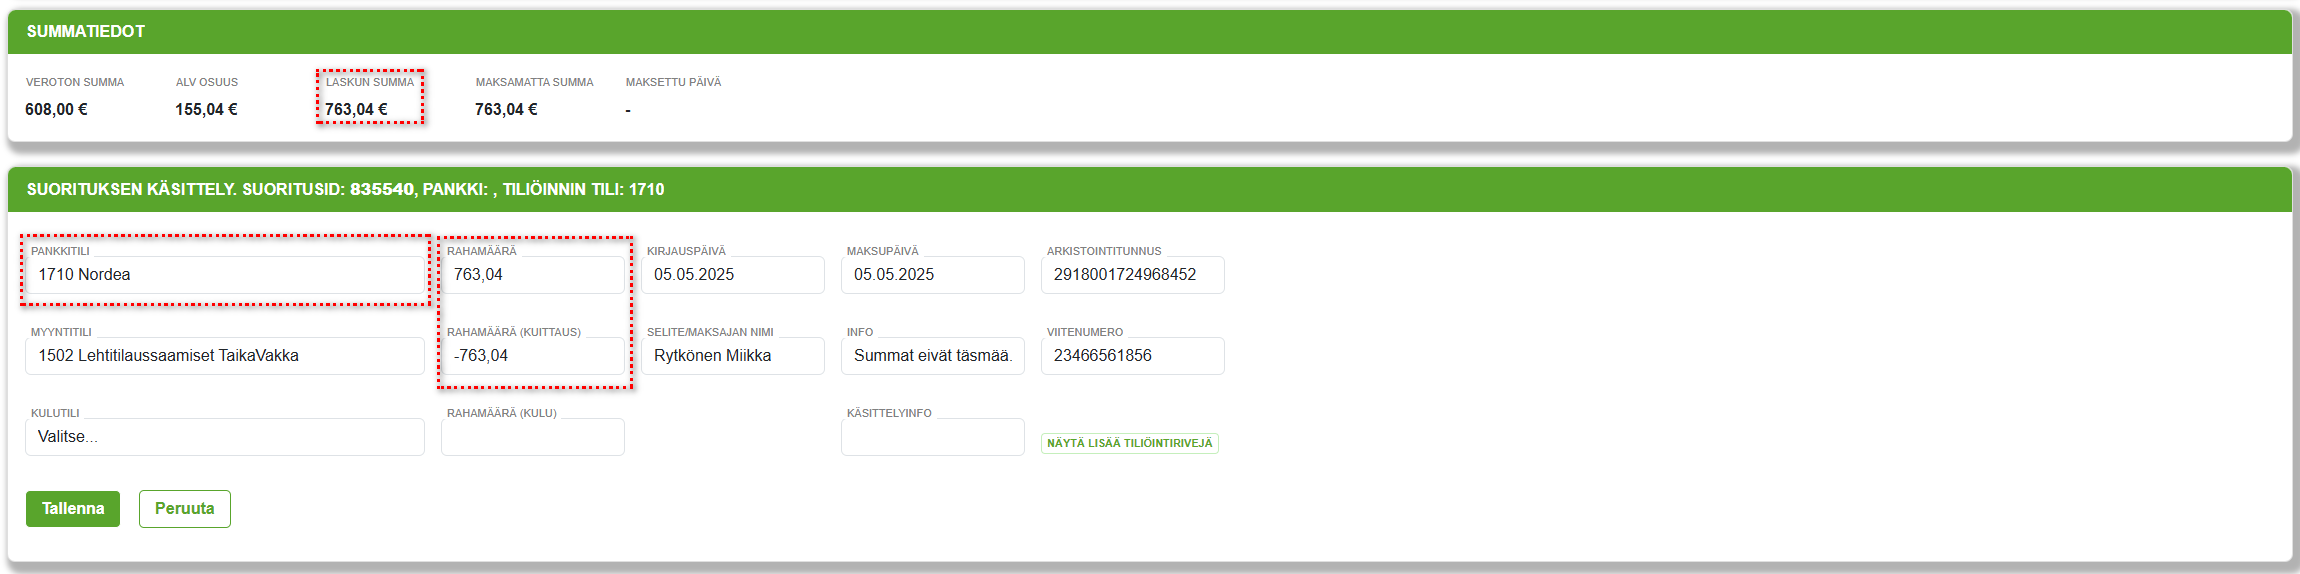 SUMMATIEDOT
VEROTON SUMMA ALV OSUUS LASKUN SUMMA MAKSAMATTA SUMMA MAKSETTU PÄIVÄ
608,00 € 155,04 € 763,04 € 763,04 € -
SUORITUKSEN KÄSITTELY. SUORITUSID: 835540, PANKKI: , TILIÖINNIN TILI: 1710
PANKKITILI RAHAMÄÄRÄ KIRJAUSPÄIVÄ MAKSUPÄIVÄ ARKISTOINTITUNNUS
1710 Nordea 763,04 05.05.2025 05.05.2025 2918001724968452
MYYNTITILI RAHAMÄÄRÄ (KUITTAUS) SELITE/MAKSAJAN NIMI INFO VIITENUMERO
1502 Lehtitilaussaamiset TaikaVakka -763,04 Rytkönen Miikka Summat eivät täsmää. 23466561856
KULUTILI RAHAMÄÄRÄ (KULU) KÄSITTELYINFO
Valitse... NÄYTÄ LISÄÄ TILIÖINTIRIVEJÄ
Tallenna Peruuta